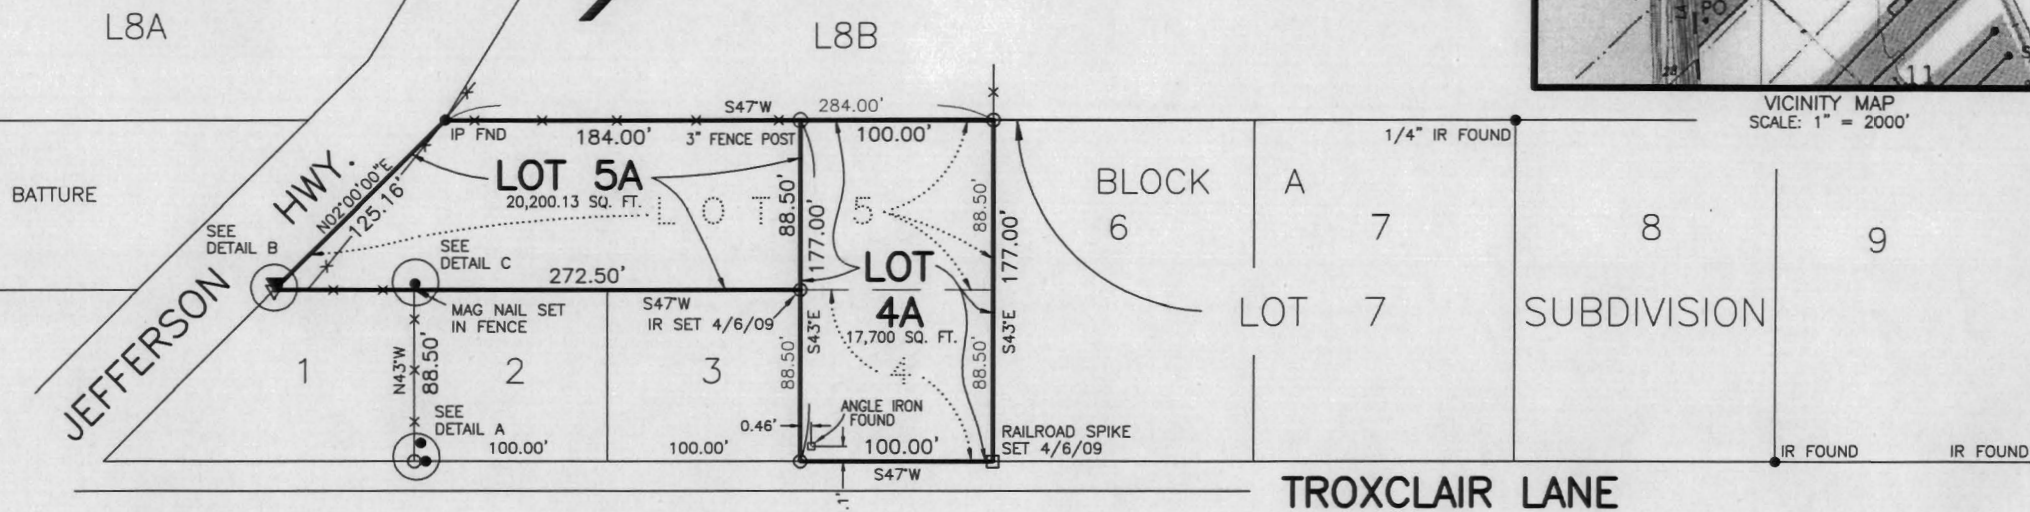 L8A
L8B
PO
28
11
VICINITY MAP
SCALE: 1" = 2000'
S47°W
284.00'
IP FND
184.00'
3" FENCE POST
100.00'
1/4" IR FOUND
HWY.
N02°00'00"E
125.16'
LOT 5A
20,200.13 SQ. FT.
LOT 5
88.50'
177.00'
88.50'
177.00'
BLOCK A
6
7
8
9
BATTURE
SEE
DETAIL B
SEE
DETAIL C
272.50'
S47°W
MAG NAIL SET
IN FENCE
IR SET 4/6/09
LOT
4A
17,700 SQ. FT.
LOT 7
SUBDIVISION
JEFFERSON
1
N43°W
88.50'
2
3
88.50'
S43°E
4
88.50'
S43°E
SEE
DETAIL A
100.00'
100.00'
0.46'
ANGLE IRON
FOUND
100.00'
RAILROAD SPIKE
SET 4/6/09
S47°W
IR FOUND
IR FOUND
TROXCLAIR LANE